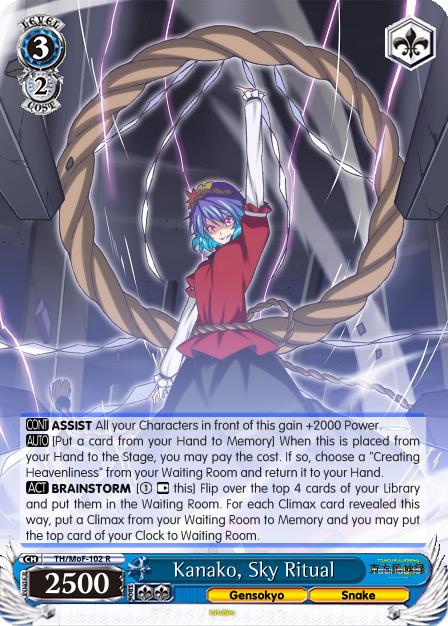 LEVEL
3
2
COST
CONT ASSIST All your Characters in front of this gain +2000 Power.
AUTO [Put a card from your Hand to Memory] When this is placed from
your Hand to the Stage, you may pay the cost. If so, choose a "Creating
Heavenliness" from your Waiting Room and return it to your Hand.
ACT BRAINSTORM [① this] Flip over the top 4 cards of your Library
and put them in the Waiting Room. For each Climax card revealed this
way, put a Climax from your Waiting Room to Memory and you may put
the top card of your Clock to Waiting Room.
CH TH/MoF-102 R
POWER 2500 SOUL Kanako, Sky Ritual
Gensokyo Snake